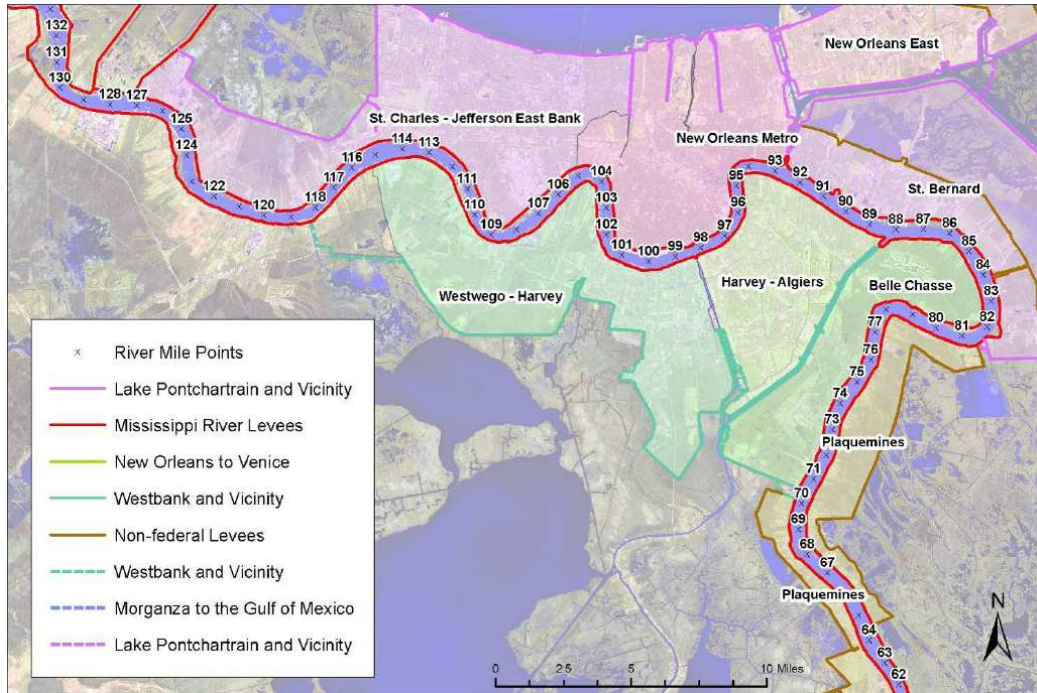 132
131
130
128
127
125
124
122
120
118
117
116
114
113
111
110
109
107
106
104
103
102
101
100
99
98
97
96
95
93
92
91
90
89
88
87
86
85
84
83
82
81
80
77
76
75
74
73
71
70
69
68
67
64
63
62
New Orleans East
St. Charles - Jefferson East Bank
New Orleans Metro
St. Bernard
Belle Chasse
Harvey - Algiers
Westwego - Harvey
Plaquemines
Plaquemines
River Mile Points
Lake Pontchartrain and Vicinity
Mississippi River Levees
New Orleans to Venice
Westbank and Vicinity
Non-federal Levees
Westbank and Vicinity
Morganza to the Gulf of Mexico
Lake Pontchartrain and Vicinity
0 2.5 5 10 Miles
N